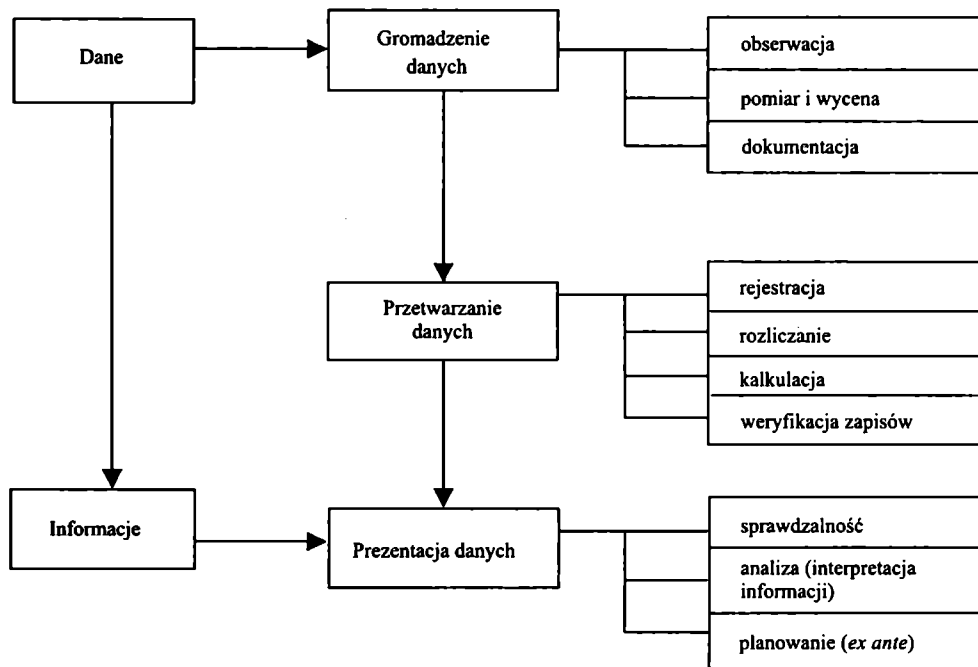 Dane
Gromadzenie
danych
obserwacja
pomiar i wycena
dokumentacja
Przetwarzanie
danych
rejestracja
rozliczanie
kalkulacja
weryfikacja zapisów
Informacje
Prezentacja danych
sprawdzalność
analiza (interpretacja
informacji)
planowanie (ex ante)